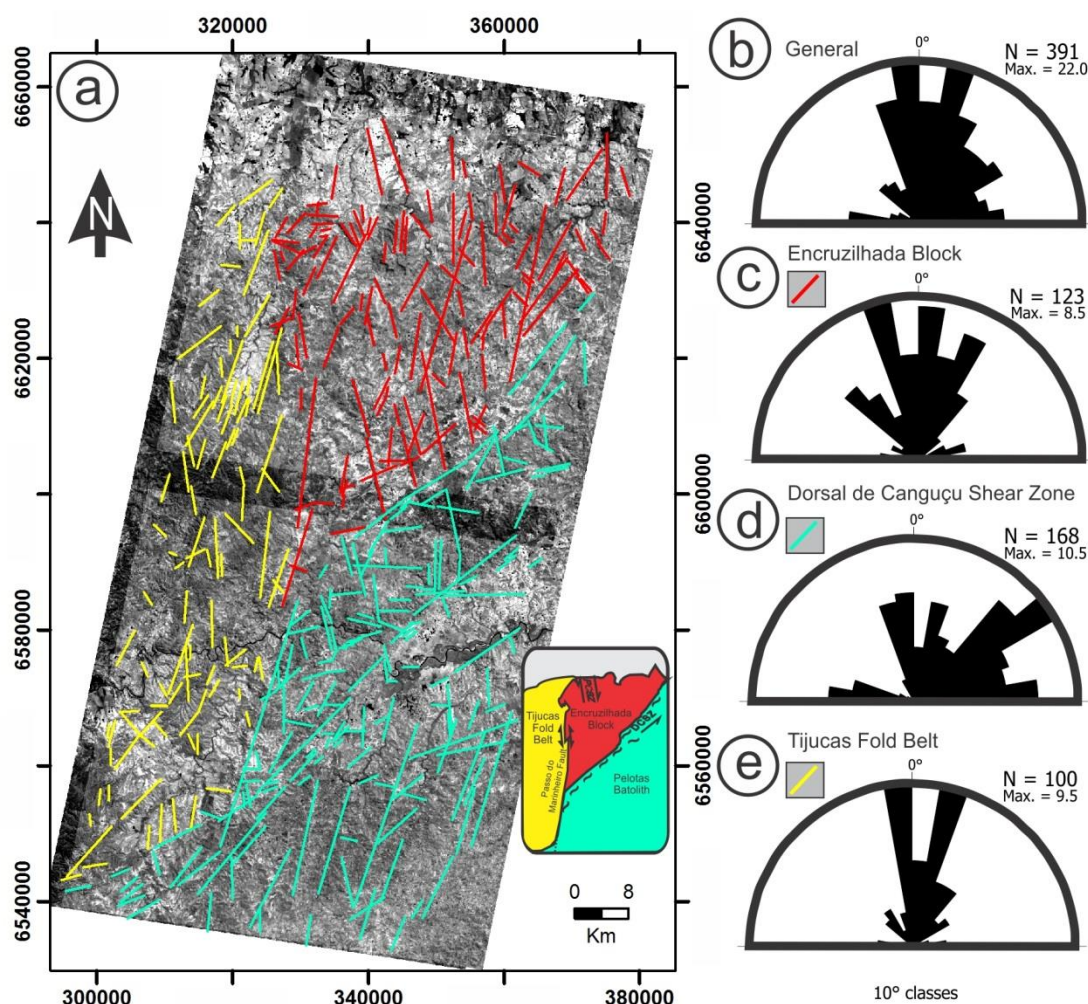 320000
360000
a
N
6660000
6640000
6620000
6600000
6580000
6560000
6540000
300000
340000
380000
Tijucas
Fold
Belt
Encruzilhada
Block
Passo do
Marinheiro Fault
DCSZ
Pelotas
Batolith
0
8
Km
b
General
0°
N = 391
Max. = 22.0
c
Encruzilhada Block
0°
N = 123
Max. = 8.5
d
Dorsal de Canguçu Shear Zone
0°
N = 168
Max. = 10.5
e
Tijucas Fold Belt
0°
N = 100
Max. = 9.5
10° classes